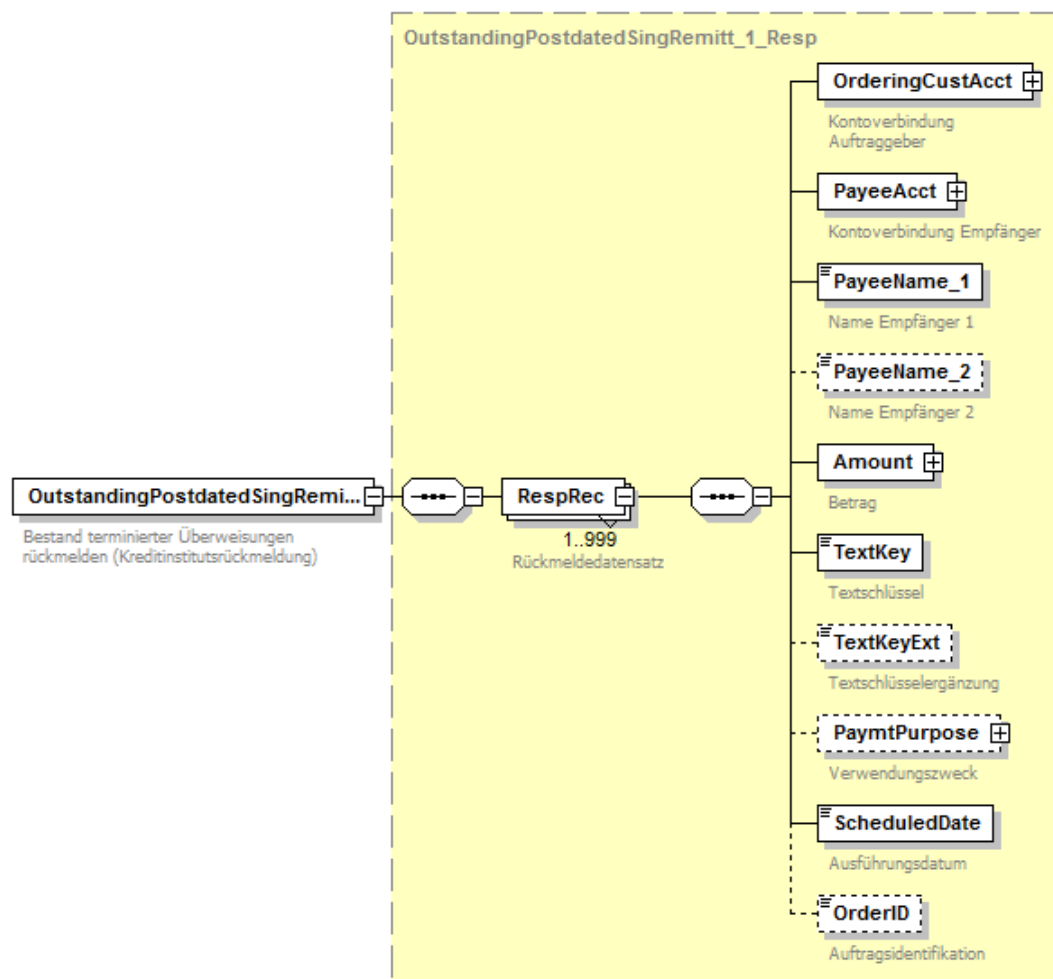 OutstandingPostdatedSingRemitt_1_Resp
OrderingCustAcct
Kontoverbindung
Auftraggeber
PayeeAcct
Kontoverbindung Empfänger
PayeeName_1
Name Empfänger 1
PayeeName_2
Name Empfänger 2
Amount
Betrag
OutstandingPostdatedSingRemi...
Bestand terminierter Überweisungen
rückmelden (Kreditinstitutsrückmeldung)
RespRec
1..999
Rückmeldedatensatz
TextKey
Textschlüssel
TextKeyExt
Textschlüsselergänzung
PaymtPurpose
Verwendungszweck
ScheduledDate
Ausführungsdatum
OrderID
Auftragsidentifikation